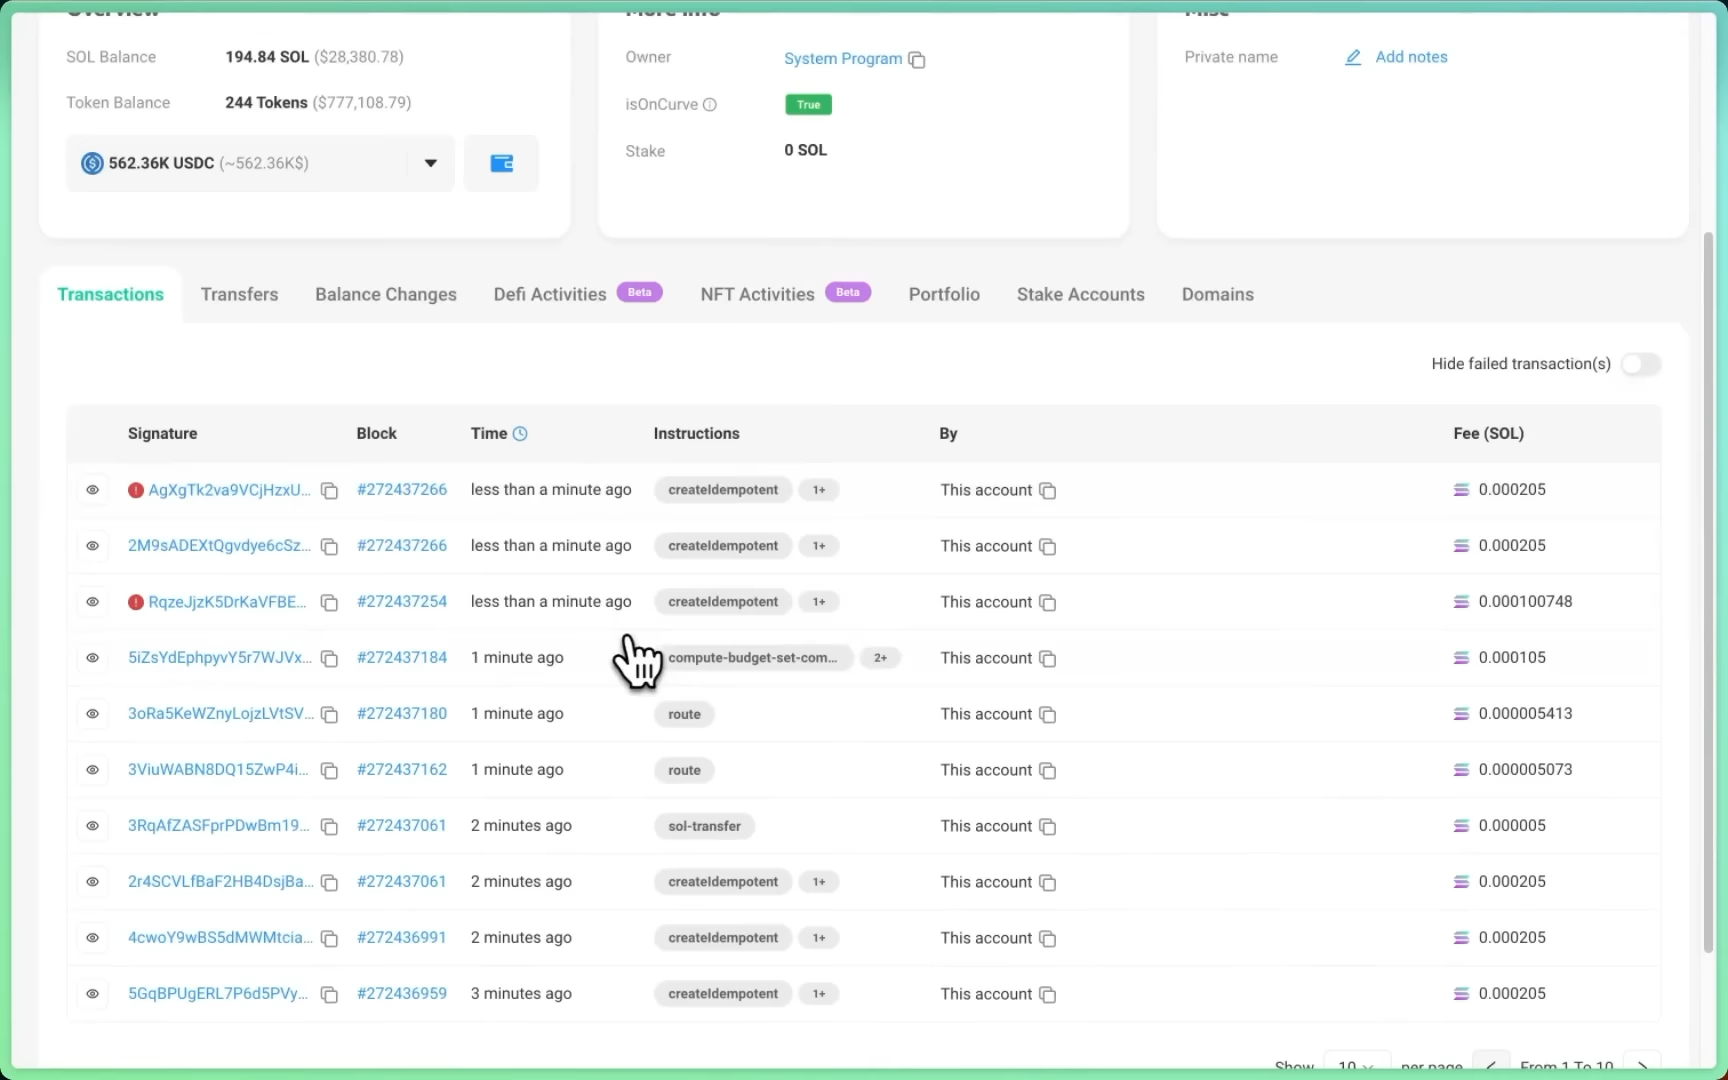 Overview
More info
Misc
SOL Balance 194.84 SOL ($28,380.78)
Owner System Program
Private name Add notes
Token Balance 244 Tokens ($777,108.79)
isOnCurve True
562.36K USDC (~562.36K$)
Stake 0 SOL
Transactions Transfers Balance Changes Defi Activities Beta NFT Activities Beta Portfolio Stake Accounts Domains
Hide failed transaction(s)
Signature Block Time Instructions By Fee (SOL)
AgXgTk2va9VCjHzxU... #272437266 less than a minute ago createIdempotent 1+ This account 0.000205
2M9sADEXtQgvdye6cSz... #272437266 less than a minute ago createIdempotent 1+ This account 0.000205
RqzeJjzK5DrKaVFBE... #272437254 less than a minute ago createIdempotent 1+ This account 0.000100748
5iZsYdEphpyvY5r7WJVx... #272437184 1 minute ago compute-budget-set-com... 2+ This account 0.000105
3oRa5KeWZnyLojzLVtSV... #272437180 1 minute ago route This account 0.000005413
3ViuWABN8DQ15ZwP4i... #272437162 1 minute ago route This account 0.000005073
3RqAfZASFprPDwBm19... #272437061 2 minutes ago sol-transfer This account 0.000005
2r4SCVLfBaF2HB4DsjBa... #272437061 2 minutes ago createIdempotent 1+ This account 0.000205
4cwoY9wBS5dMWMtcia... #272436991 2 minutes ago createIdempotent 1+ This account 0.000205
5GqBPUgERL7P6d5PVy... #272436959 3 minutes ago createIdempotent 1+ This account 0.000205
Show 10 per page From 1 To 10